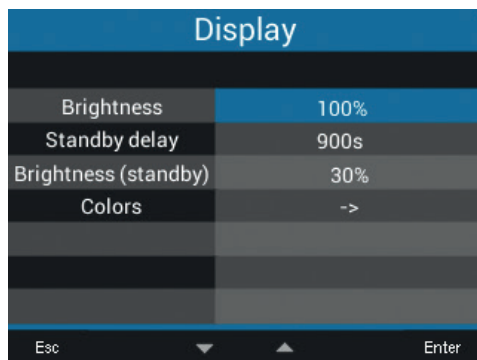 Display
Brightness 100%
Standby delay 900s
Brightness (standby) 30%
Colors ->
Esc Enter